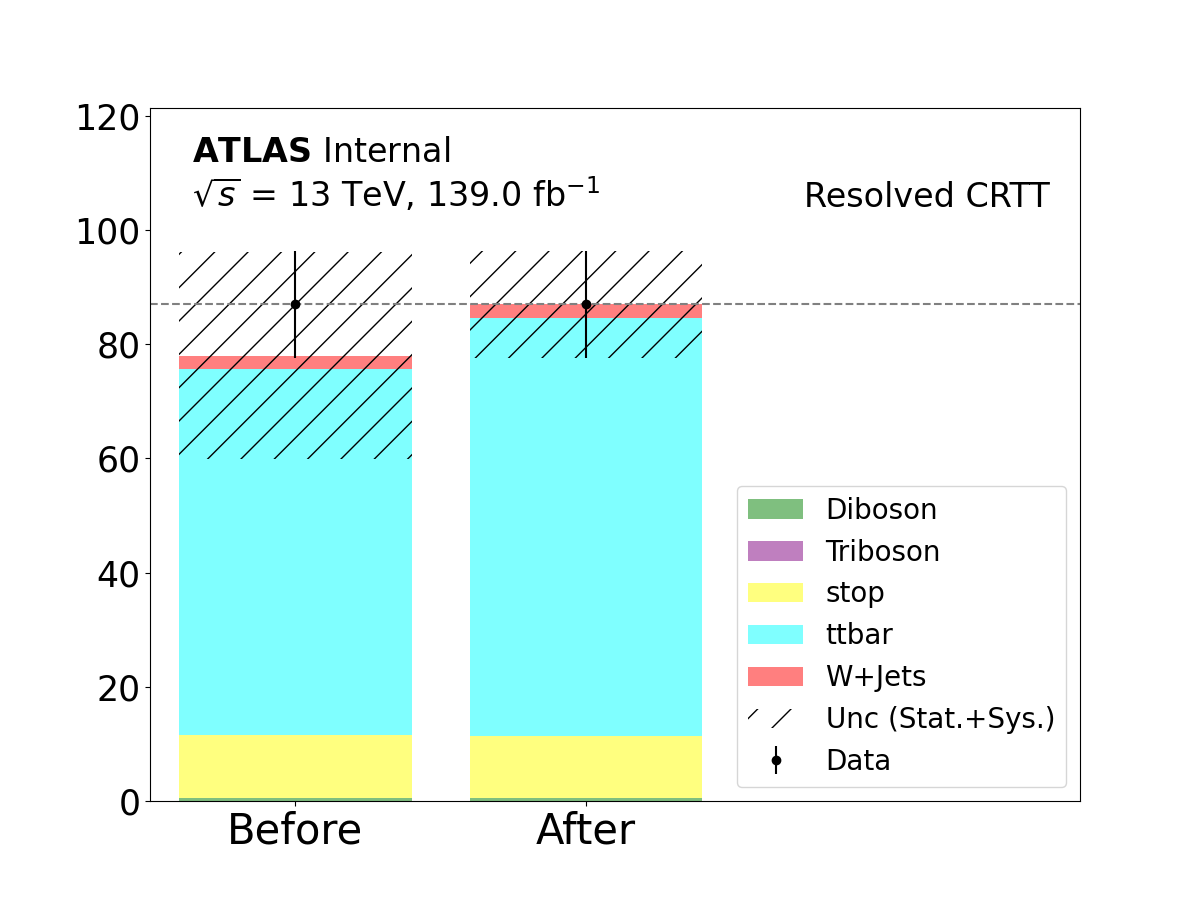 120
ATLAS Internal
√s = 13 TeV, 139.0 fb⁻¹
Resolved CRTT
100
80
60
40
20
0
Diboson
Triboson
stop
ttbar
W+Jets
Unc (Stat.+Sys.)
Data
Before
After